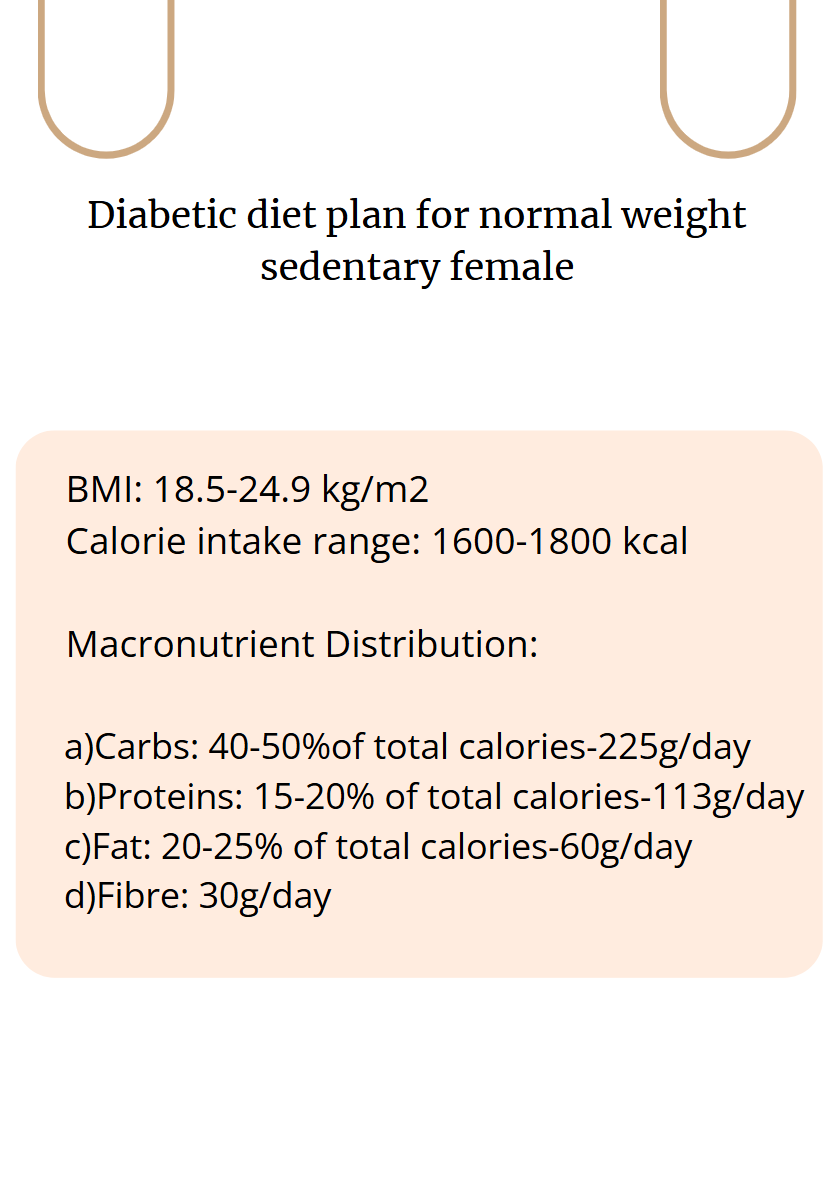 Diabetic diet plan for normal weight
sedentary female
BMI: 18.5-24.9 kg/m2
Calorie intake range: 1600-1800 kcal
Macronutrient Distribution:
a)Carbs: 40-50%of total calories-225g/day
b)Proteins: 15-20% of total calories-113g/day
c)Fat: 20-25% of total calories-60g/day
d)Fibre: 30g/day